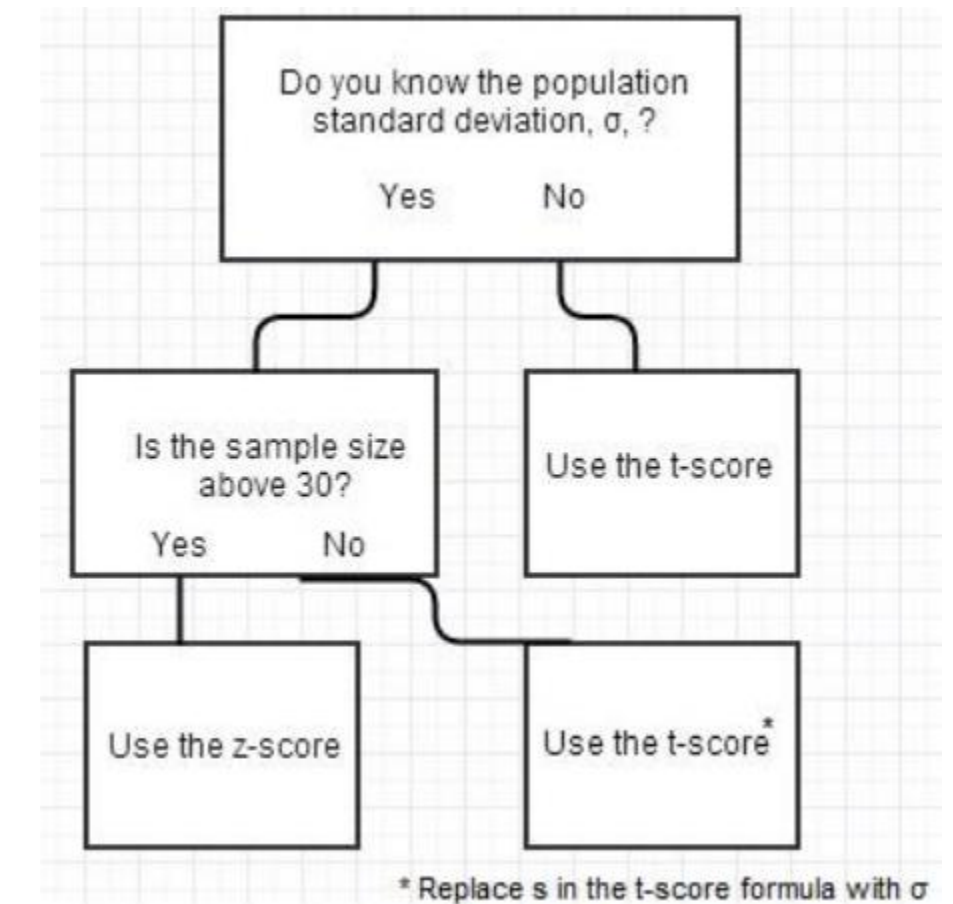 Do you know the population
standard deviation, σ, ?
Yes No
Is the sample size
above 30?
Yes No
Use the t-score
Use the z-score
Use the t-score*
* Replace s in the t-score formula with σ